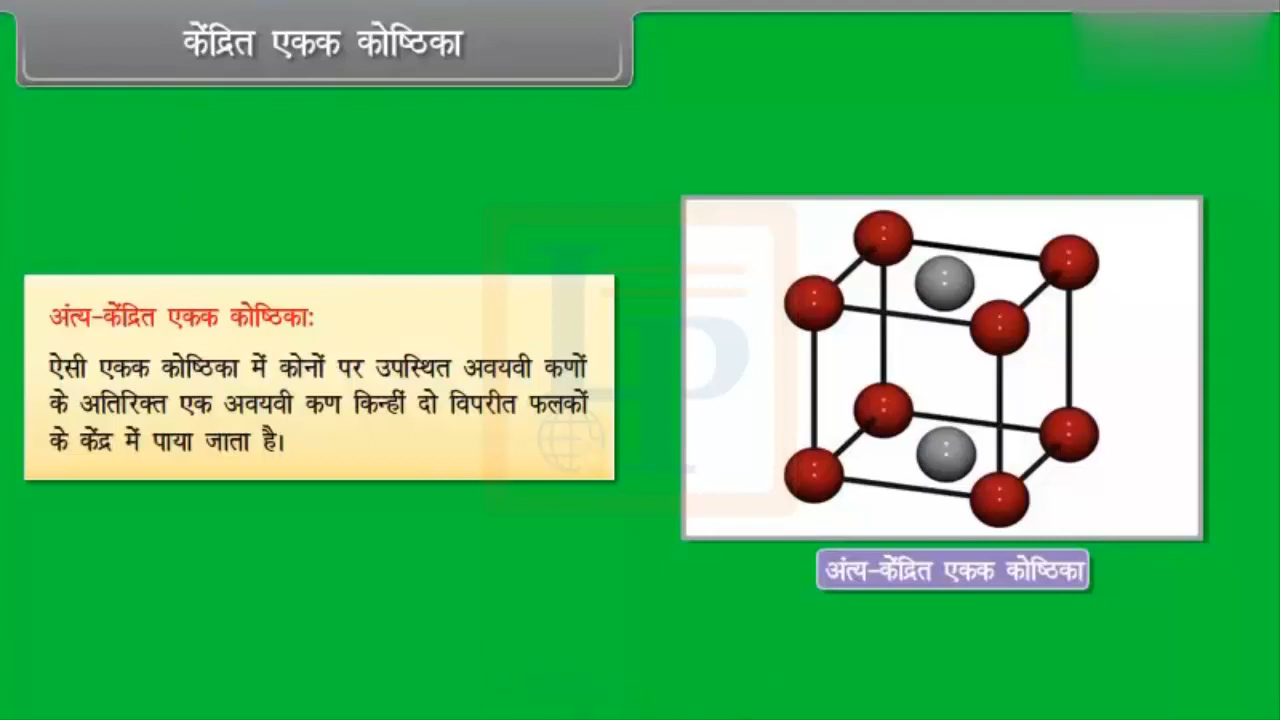 केंद्रित एकक कोष्ठिका
अंत्य-केंद्रित एकक कोष्ठिका:
ऐसी एकक कोष्ठिका में कोनों पर उपस्थित अवयवी कणों
के अतिरिक्त एक अवयवी कण किन्हीं दो विपरीत फलकों
के केंद्र में पाया जाता है।
अंत्य-केंद्रित एकक कोष्ठिका